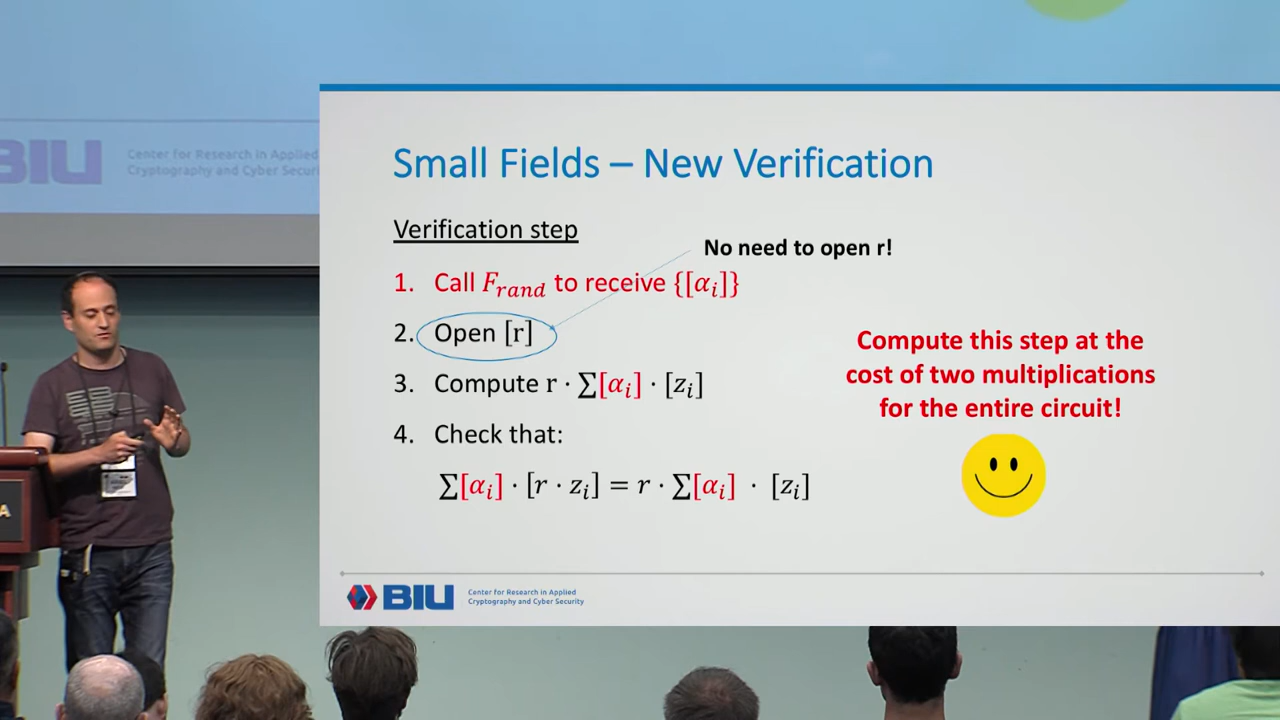 BIU
Center for Research in Applied
Cryptography and Cyber Securi
Small Fields – New Verification
Verification step
No need to open r!
1. Call F_rand to receive {[α_i]}
2. Open [r]
3. Compute r · ∑[α_i] · [z_i]
4. Check that:
∑[α_i] · [r · z_i] = r · ∑[α_i] · [z_i]
Compute this step at the
cost of two multiplications
for the entire circuit!
BIU
Center for Research in Applied
Cryptography and Cyber Security
A